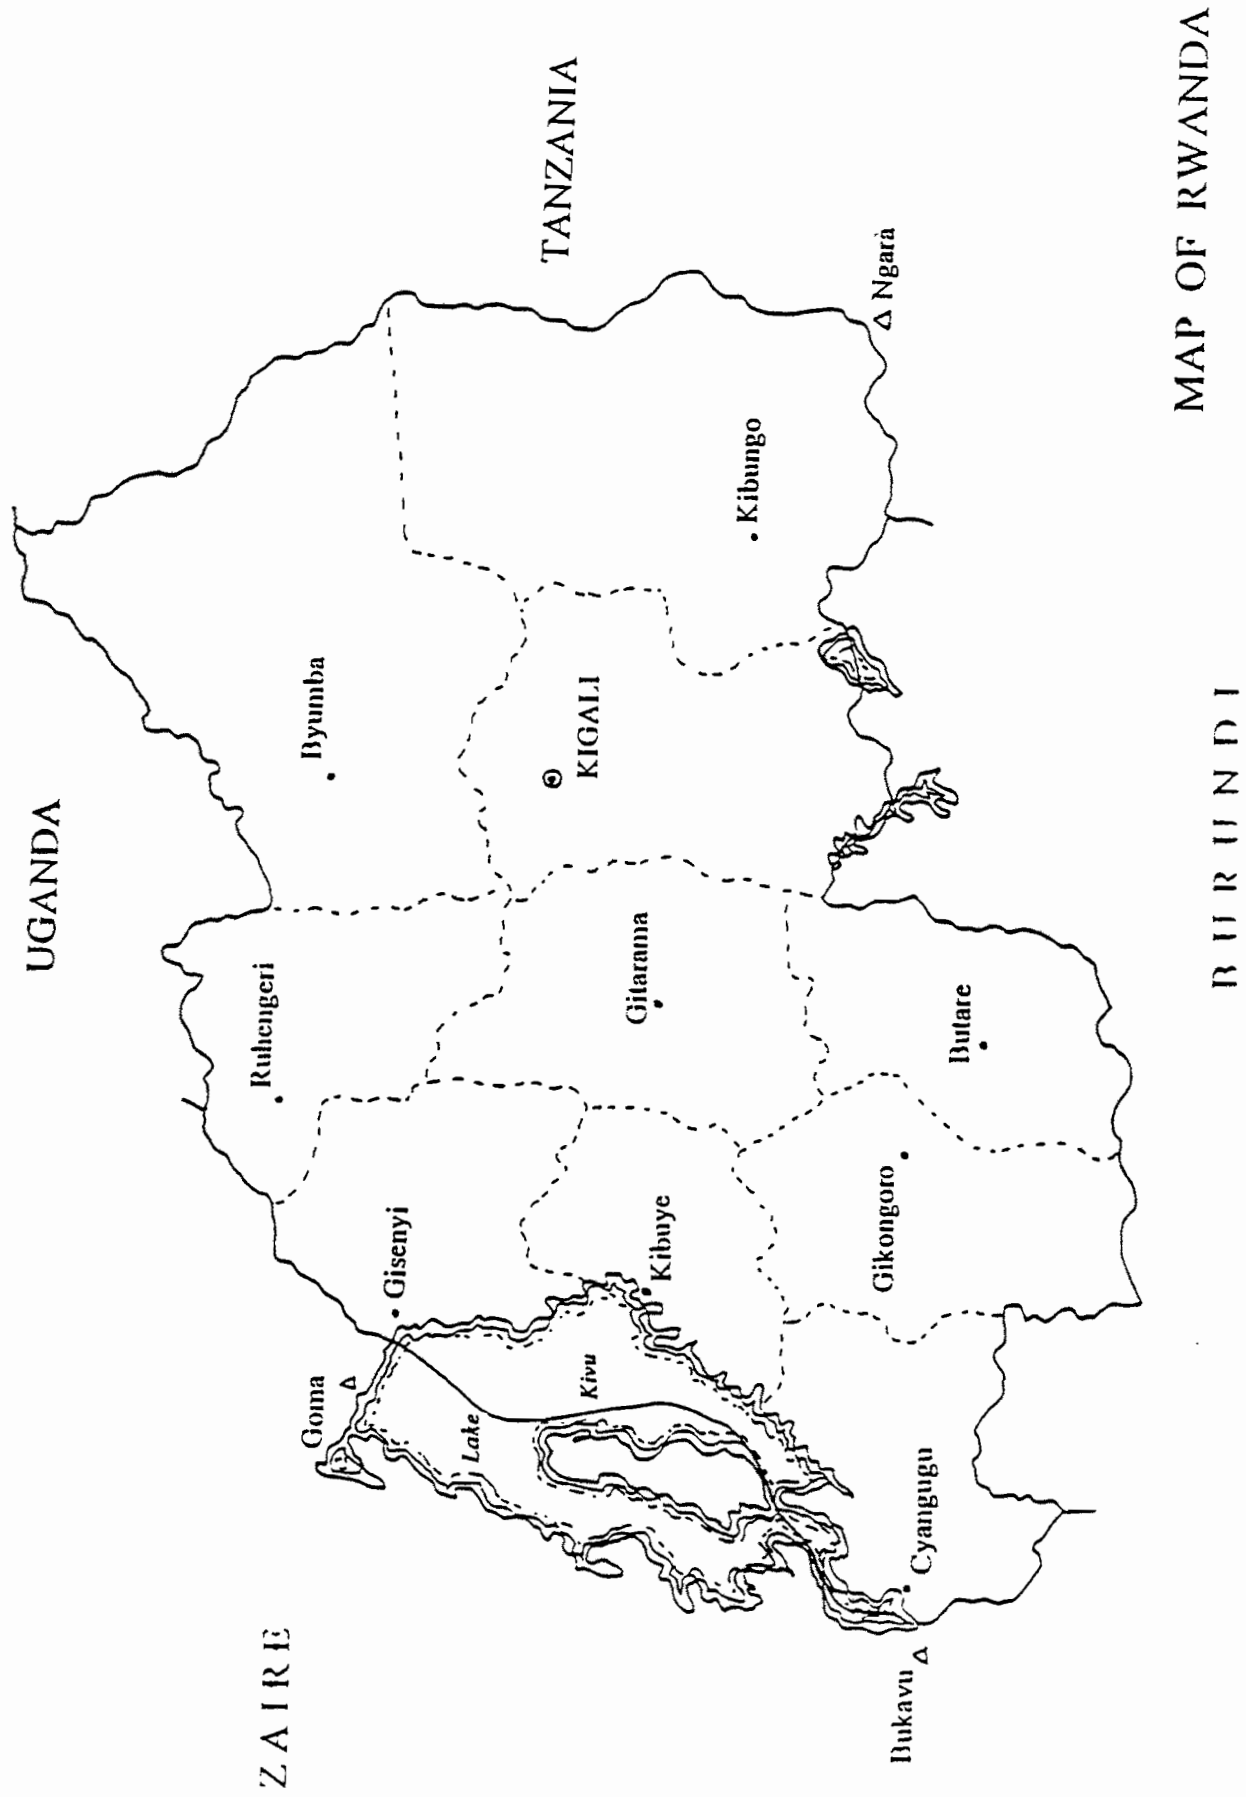 UGANDA
Ruhengeri
ZAIRE
Goma
Byumba
Gisenyi
Lake
TANZANIA
Kivu
KIGALI
Gitarama
Kibuye
Kibungo
Gikongoro
Ngara
Bukavu
Cyangugu
Butare
MAP OF RWANDA
BURUNDI